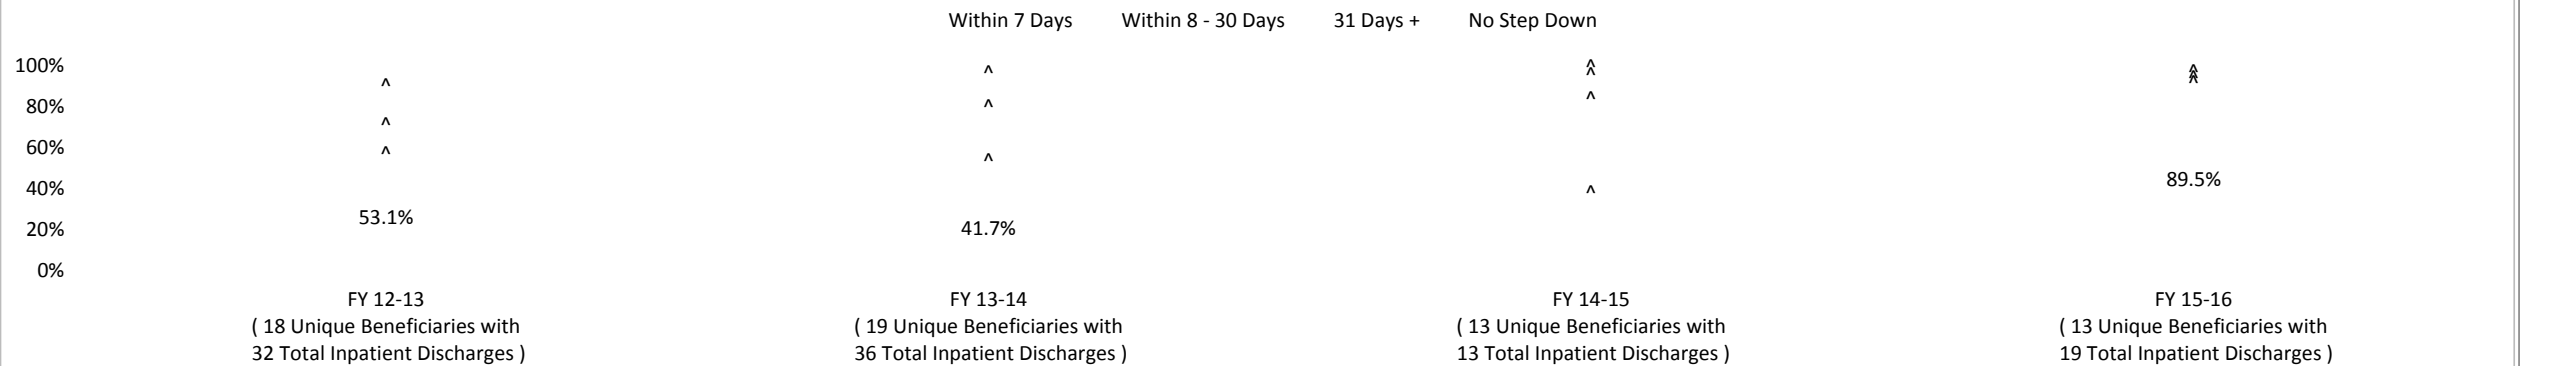 Within 7 Days Within 8 - 30 Days 31 Days + No Step Down
100%
80%
60%
40%
20%
0%
^
^
^
53.1%
^
^
^
41.7%
^
^
^
^
^
^
^
89.5%
FY 12-13
( 18 Unique Beneficiaries with
32 Total Inpatient Discharges )
FY 13-14
( 19 Unique Beneficiaries with
36 Total Inpatient Discharges )
FY 14-15
( 13 Unique Beneficiaries with
13 Total Inpatient Discharges )
FY 15-16
( 13 Unique Beneficiaries with
19 Total Inpatient Discharges )